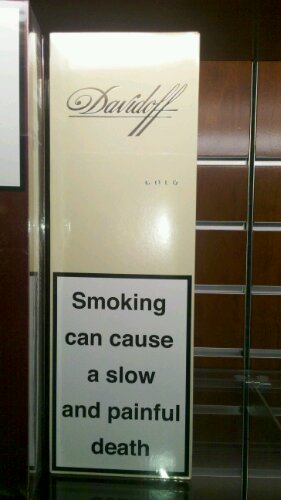 Davidoff
GOLD
Smoking
can cause
a slow
and painful
death